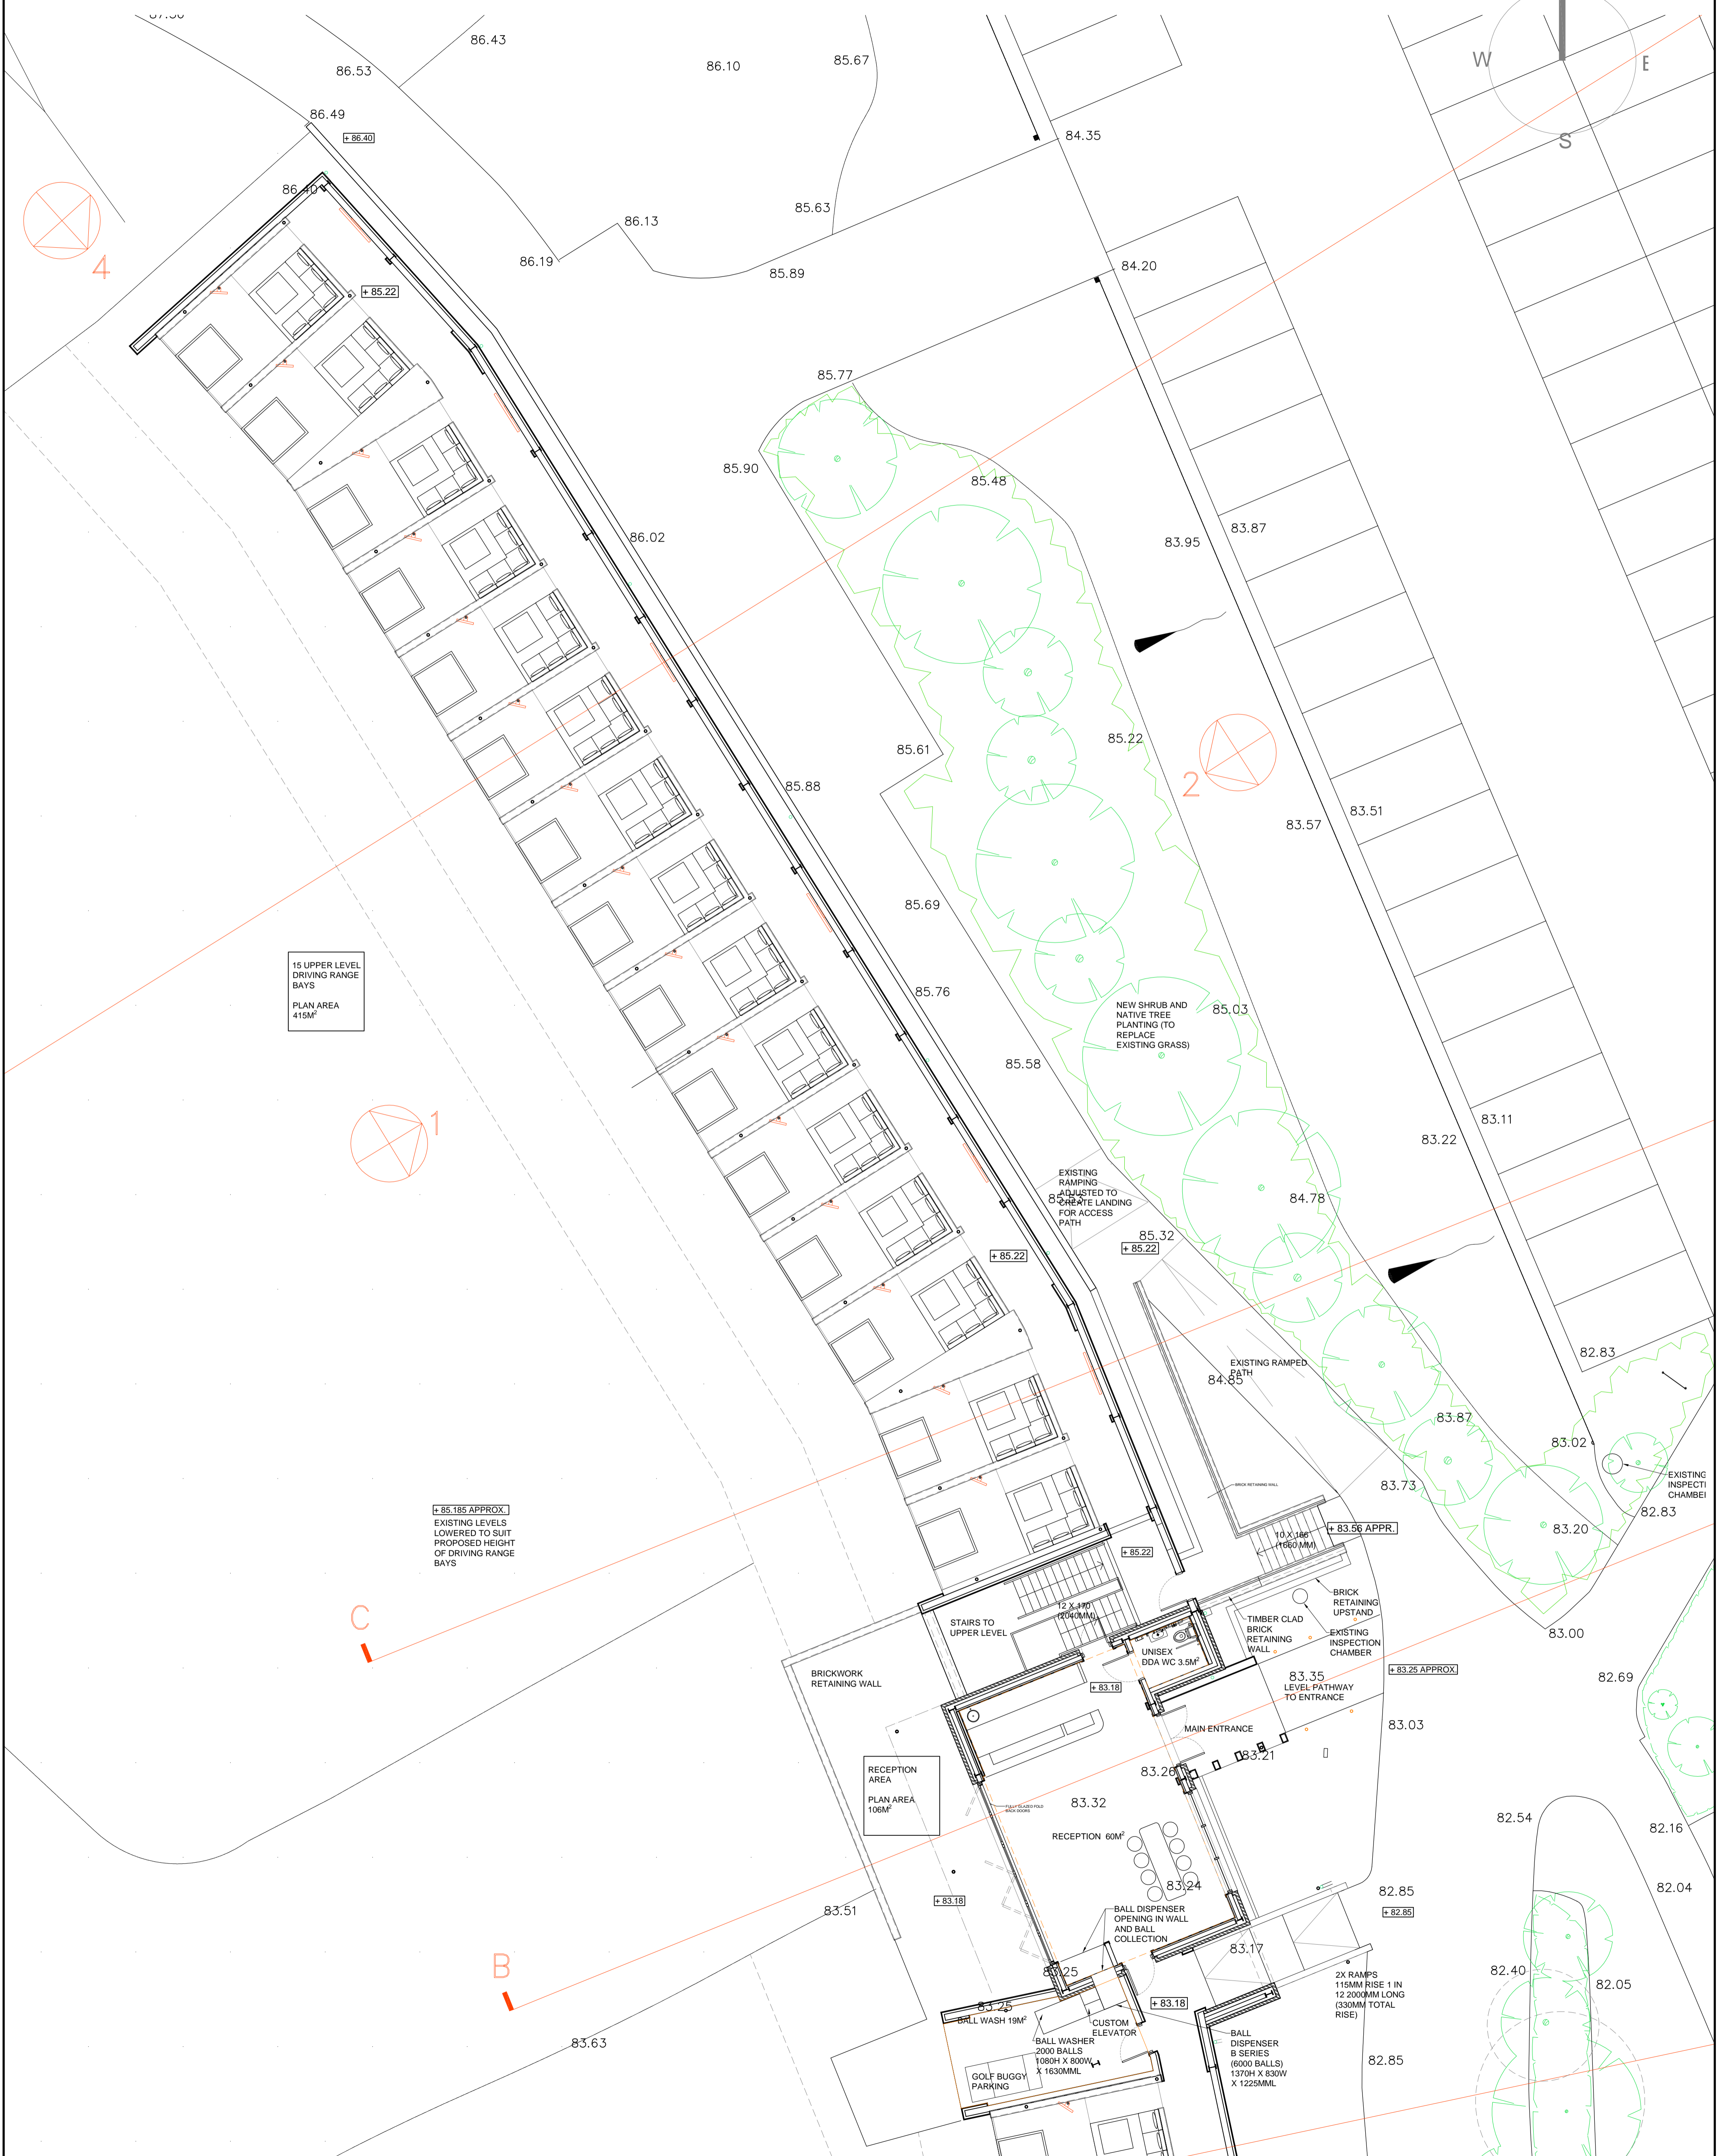 86.43
86.53
86.10
85.67
W
S
86.49
+ 86.40
84.35
86.40
85.63
86.13
86.19
85.89
84.20
4
+ 85.22
85.77
85.90
85.48
86.02
83.95
83.87
85.22
85.61
2
85.88
83.57
83.51
85.69
15 UPPER LEVEL
DRIVING RANGE
BAYS
PLAN AREA
415M²
85.76
NEW SHRUB AND
NATIVE TREE
PLANTING (TO
REPLACE
EXISTING GRASS)
85.03
85.58
1
83.22
83.11
EXISTING
RAMPING
ADJUSTED TO
CREATE LANDING
FOR ACCESS
PATH
84.78
85.32
+ 85.22
+ 85.22
82.83
EXISTING RAMPED
PATH
84.85
83.87
83.02
83.73
BRICK RETAINING WALL
EXISTING
INSPECTI
CHAMBE
82.83
83.20
+ 85.185 APPROX.
EXISTING LEVELS
LOWERED TO SUIT
PROPOSED HEIGHT
OF DRIVING RANGE
BAYS
10 X 166
(1660 MM)
+ 83.56 APPR.
+ 85.22
C
12 X 170
(2040MM)
STAIRS TO
UPPER LEVEL
BRICK
RETAINING
UPSTAND
TIMBER CLAD
BRICK
RETAINING
WALL
EXISTING
INSPECTION
CHAMBER
83.00
UNISEX
DDA WC 3.5M²
BRICKWORK
RETAINING WALL
+ 83.18
83.35
LEVEL PATHWAY
TO ENTRANCE
+ 83.25 APPROX.
82.69
MAIN ENTRANCE
83.03
83.21
83.26
RECEPTION
AREA
PLAN AREA
106M²
FULLY GLAZED FOLD
BACK DOORS
83.32
82.54
82.16
RECEPTION 60M²
83.24
82.04
+ 83.18
83.51
82.85
+ 82.85
BALL DISPENSER
OPENING IN WALL
AND BALL
COLLECTION
83.17
B
83.25
82.40
82.05
2X RAMPS
115MM RISE 1 IN
12 2000MM LONG
(330MM TOTAL
RISE)
83.25
+ 83.18
BALL WASH 19M²
CUSTOM
ELEVATOR
83.63
BALL WASHER
2000 BALLS
1080H X 800W
X 1630MML
BALL
DISPENSER
B SERIES
(6000 BALLS)
1370H X 830W
X 1225MML
82.85
GOLF BUGGY
PARKING